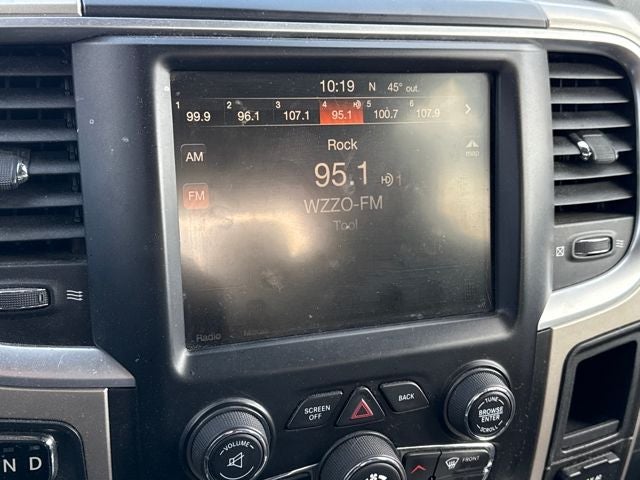 10:19 N 45° out.
1 2 3 4 5 6
99.9 96.1 107.1 95.1 100.7 107.9
Rock
AM
map
95.1 1
FM
WZZO-FM
Tool
Radio
SCREEN OFF
BACK
TUNE
BROWSE
ENTER
SCROLL
VOLUME
FRONT
N D